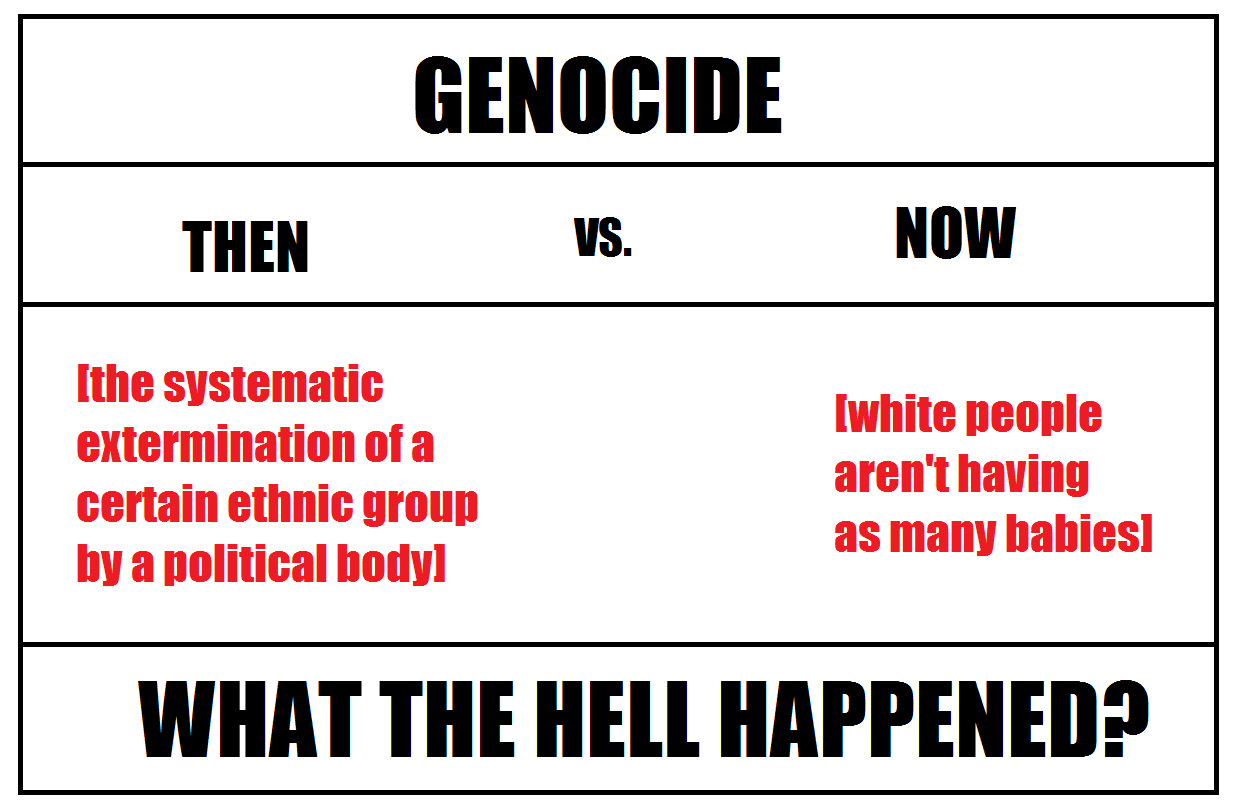 GENOCIDE
THEN vs. NOW
[the systematic
extermination of a
certain ethnic group
by a political body]
[white people
aren't having
as many babies]
WHAT THE HELL HAPPENED?